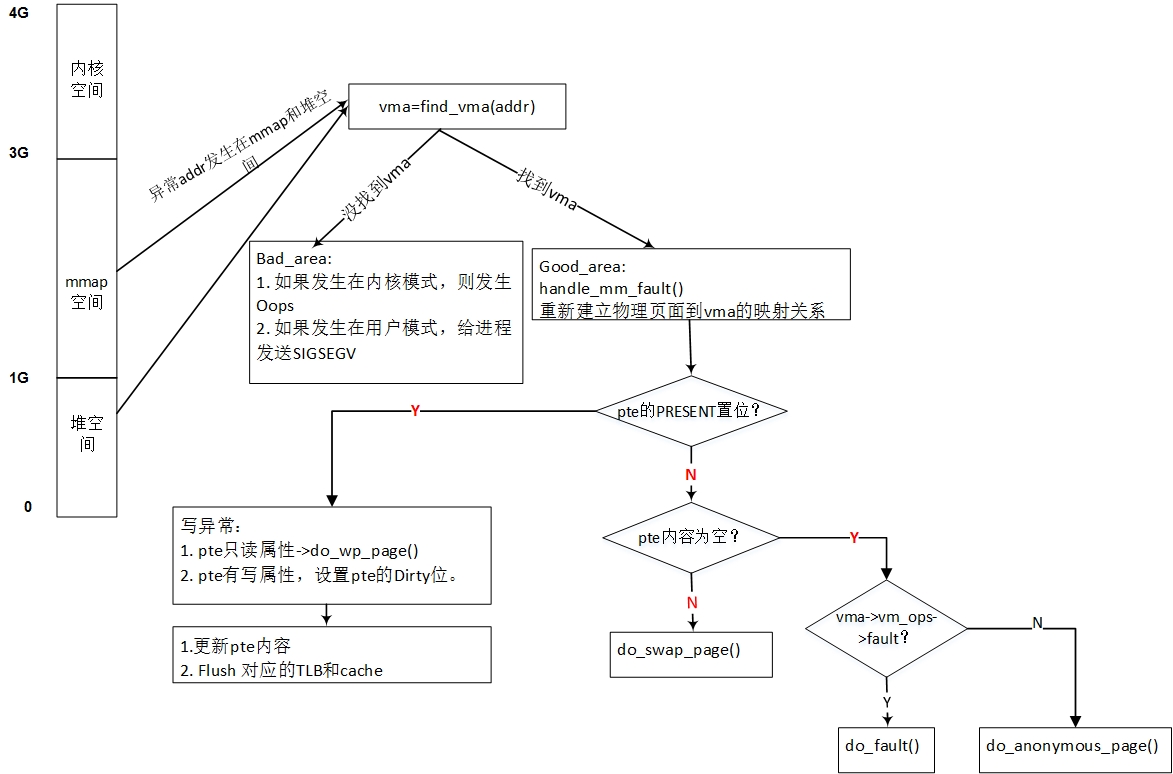 4G
内核
空间
3G
mmap
空间
1G
堆空
间
0
异常addr发生在mmap和堆空
间
vma=find_vma(addr)
没找到vma
找到vma
Bad_area:
1. 如果发生在内核模式，则发生
Oops
2. 如果发生在用户模式，给进程
发送SIGSEGV
Good_area:
handle_mm_fault()
重新建立物理页面到vma的映射关系
pte的PRESENT置位？
Y
N
写异常：
1. pte只读属性->do_wp_page()
2. pte有写属性，设置pte的Dirty位。
1.更新pte内容
2. Flush 对应的TLB和cache
pte内容为空？
Y
N
do_swap_page()
vma->vm_ops-
>fault？
N
Y
do_fault()
do_anonymous_page()